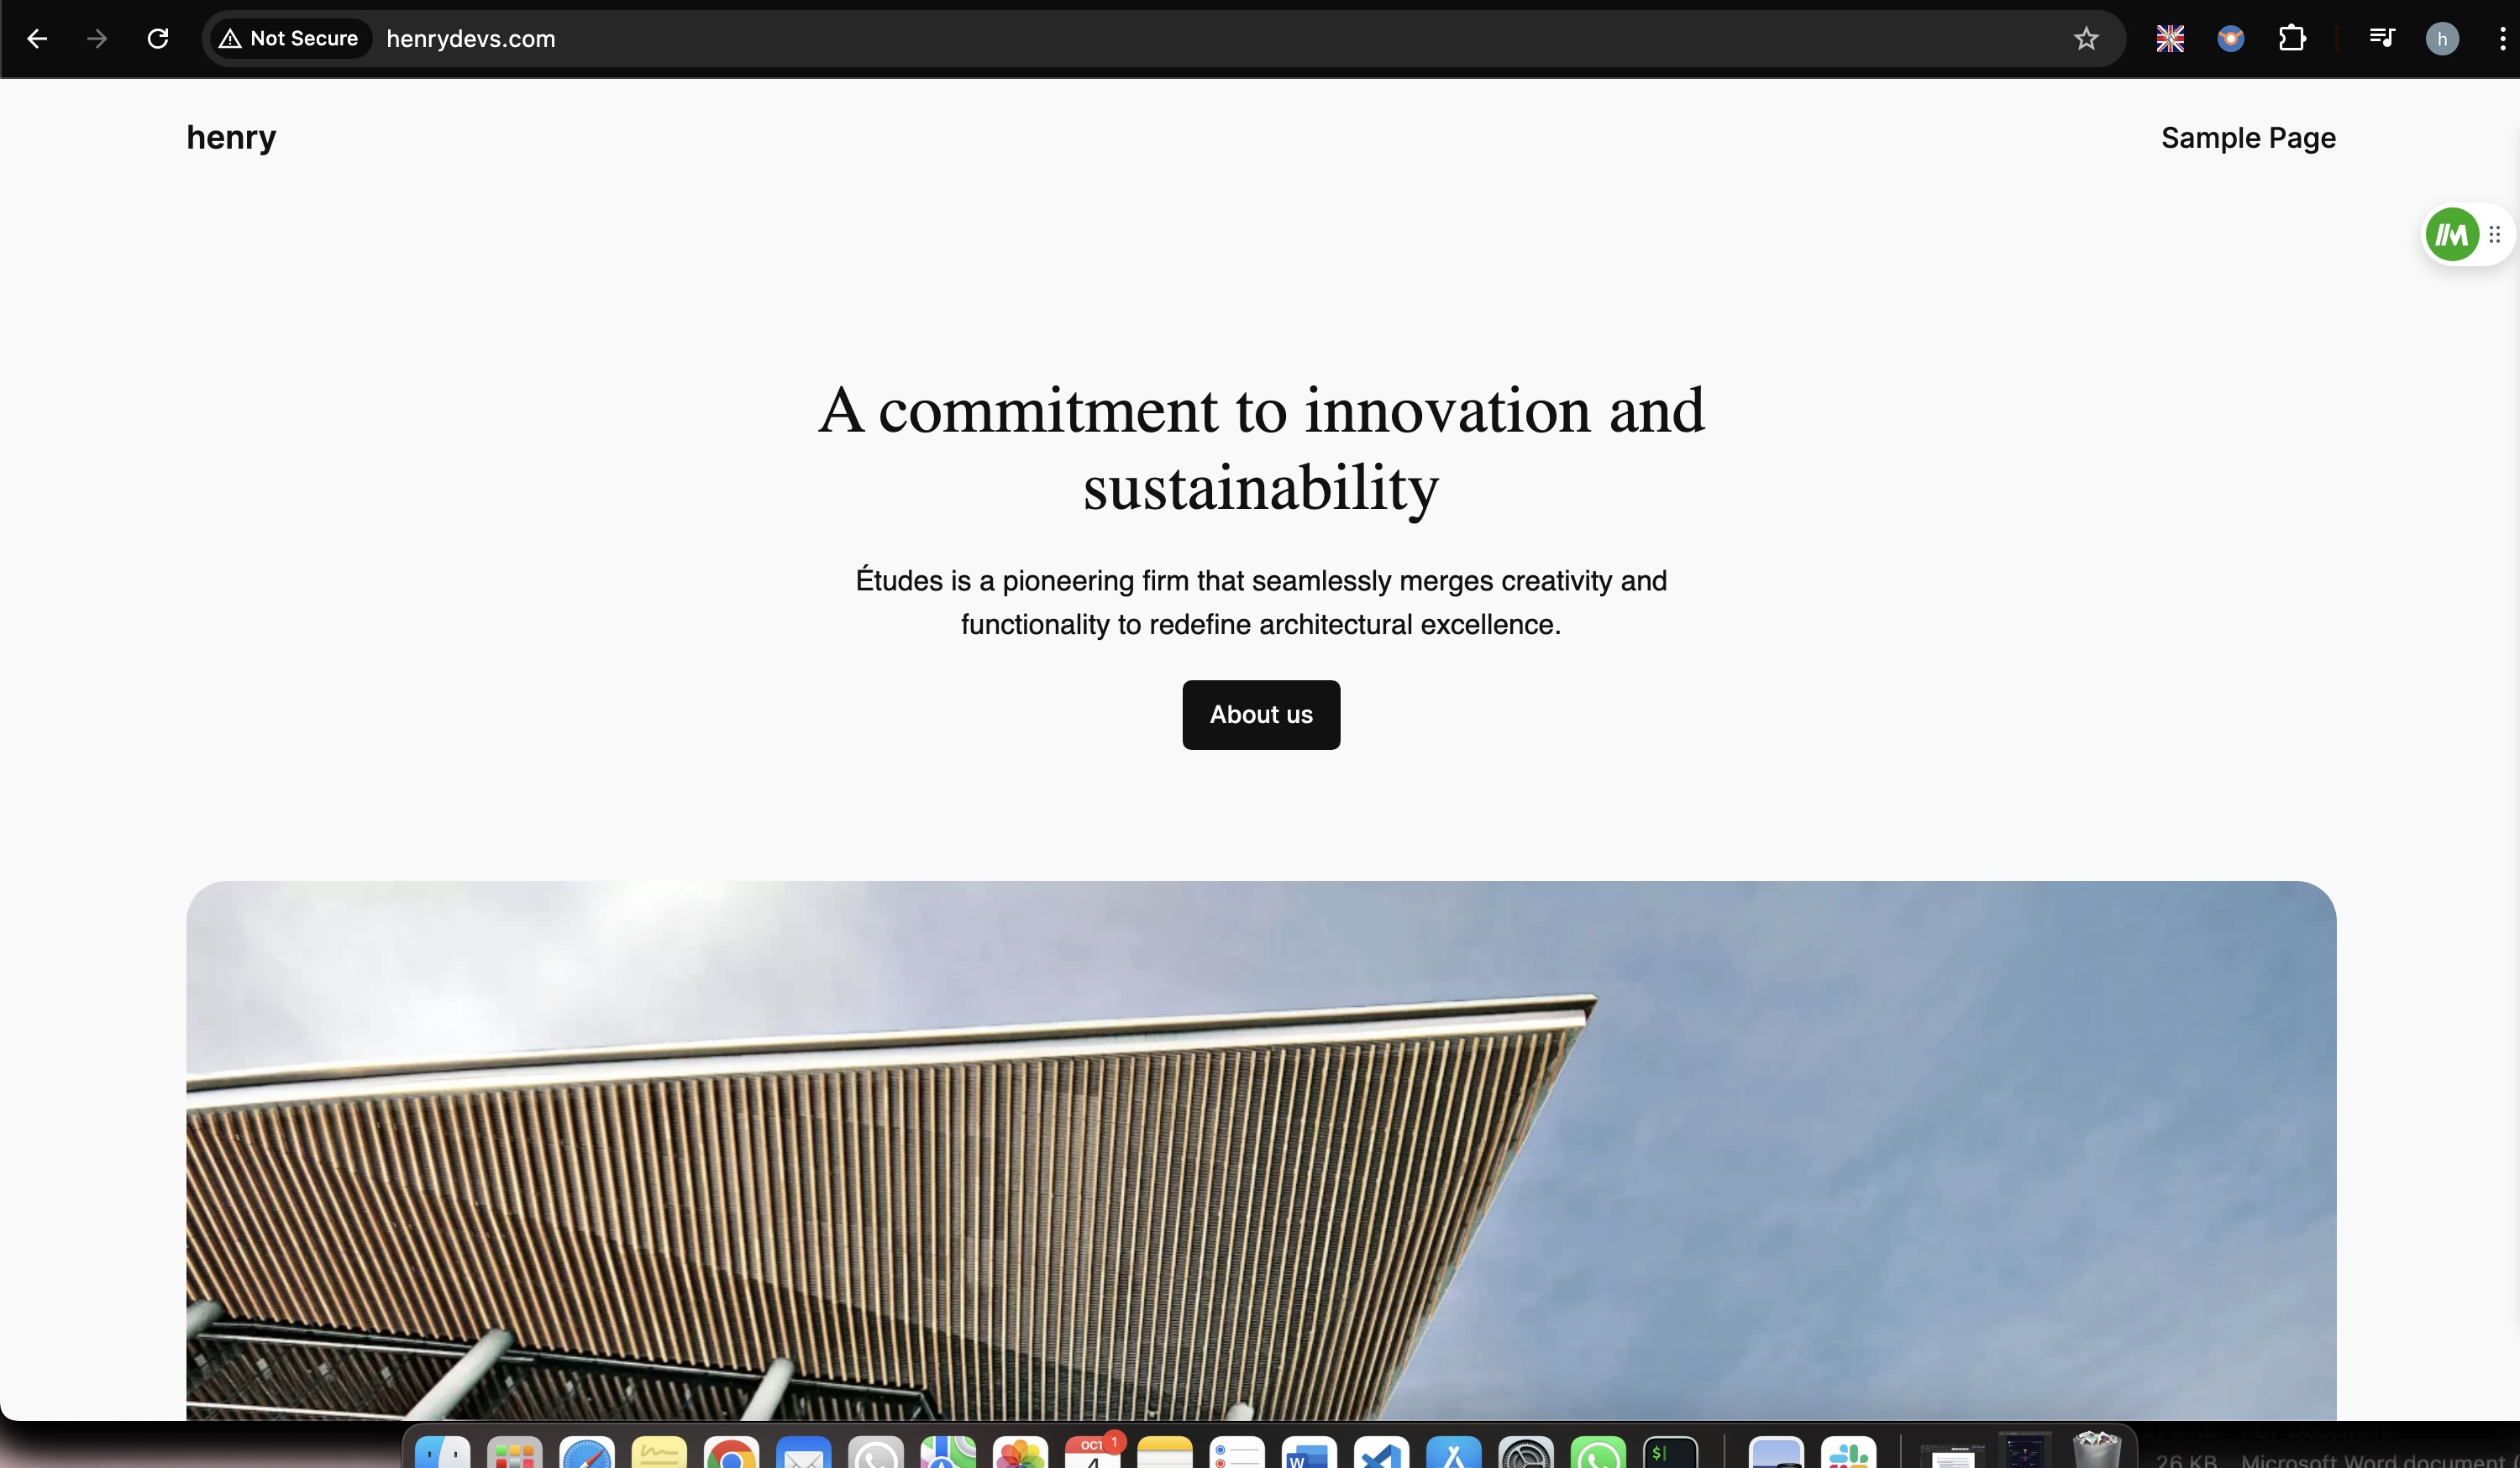 Not Secure henrydevs.com
h
henry
Sample Page
A commitment to innovation and
sustainability
Études is a pioneering firm that seamlessly merges creativity and
functionality to redefine architectural excellence.
About us
OCT 1
4
W
$
26 KB Microsoft Word document